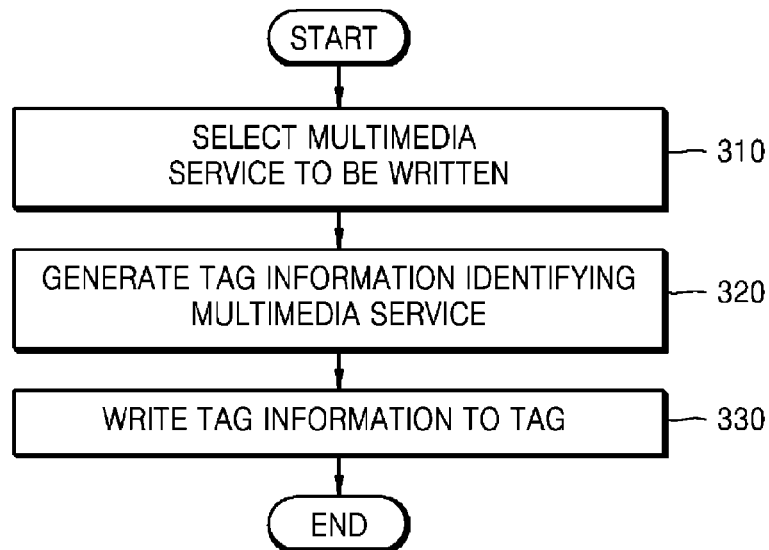 START
SELECT MULTIMEDIA
SERVICE TO BE WRITTEN
310
GENERATE TAG INFORMATION IDENTIFYING
MULTIMEDIA SERVICE
320
WRITE TAG INFORMATION TO TAG
330
END